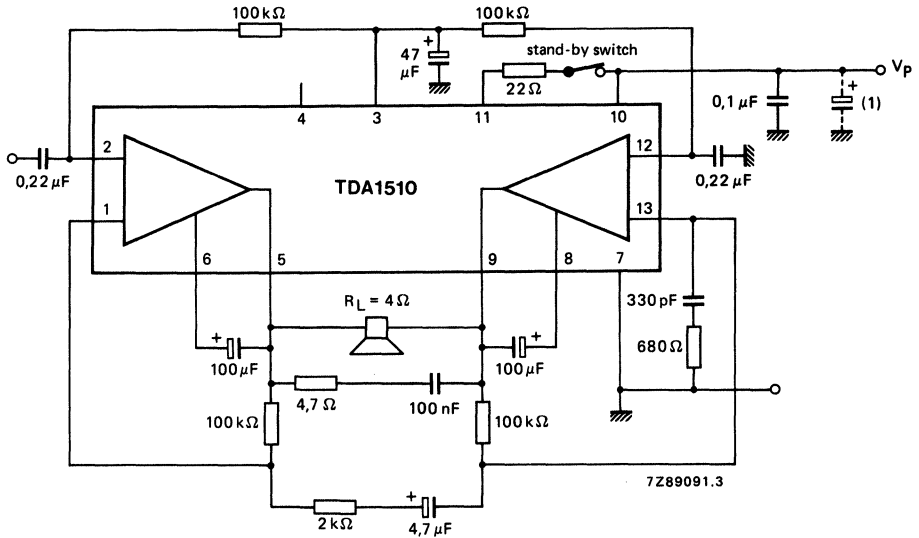 100 kΩ
100 kΩ
+
47
μF
stand-by switch
22 Ω
VP
0,1 μF
+
(1)
4
3
11
10
2
0,22 μF
1
TDA1510
12
0,22 μF
13
6
5
9
8
7
RL = 4 Ω
330 pF
680 Ω
+
100 μF
+
100 μF
4,7 Ω
100 nF
100 kΩ
100 kΩ
7Z89091.3
2 kΩ
+
4,7 μF